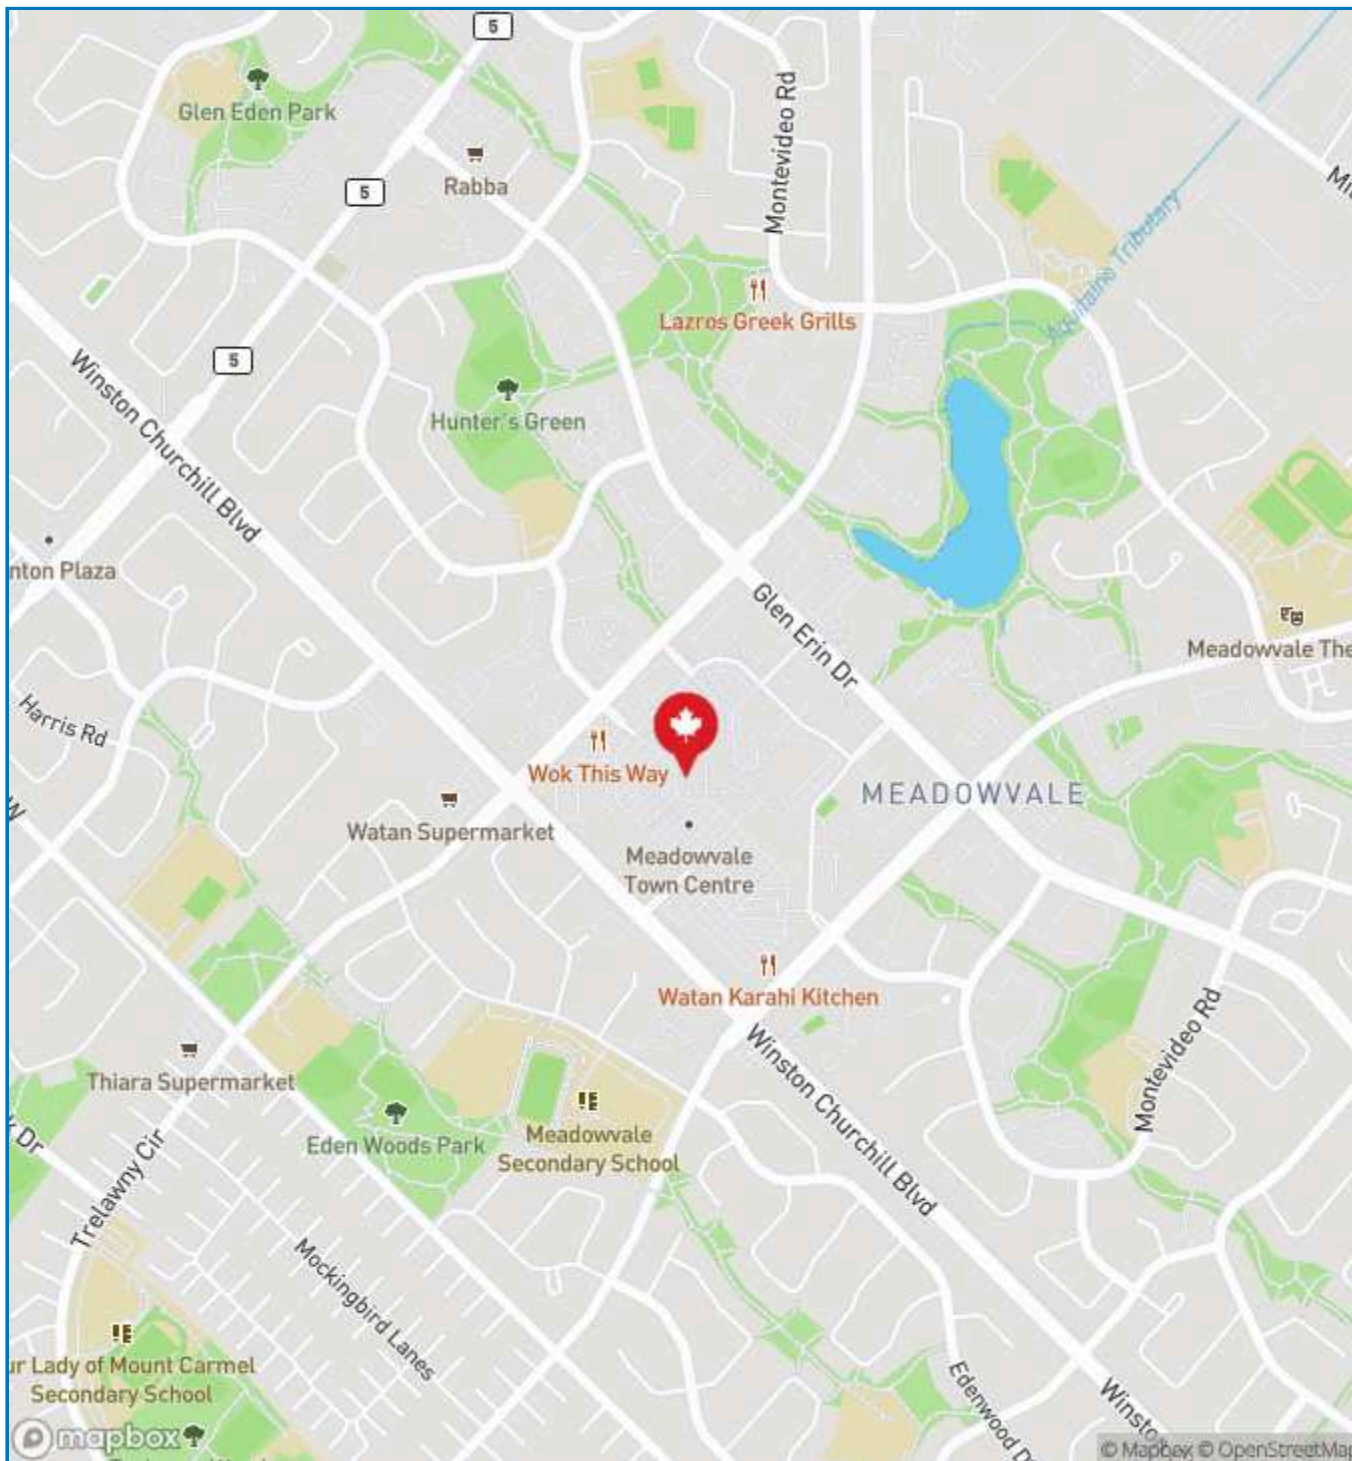 5
Glen Eden Park
Rabba
5
Montevideo Rd
Aquitaine Tributary
Lazros Greek Grills
5
Winston Churchill Blvd
Hunter's Green
nton Plaza
Glen Erin Dr
Meadowvale The
Harris Rd
Wok This Way
MEADOWVALE
Watan Supermarket
Meadowvale
Town Centre
W
Watan Karahi Kitchen
Thiara Supermarket
Montevideo Rd
Winston Churchill Blvd
Eden Woods Park
Meadowvale
Secondary School
k Dr
Trelawny Cir
Mockingbird Lanes
ur Lady of Mount Carmel
Secondary School
Edenwood D
Winsto
mapbox
© Mapbox © OpenStreetMap